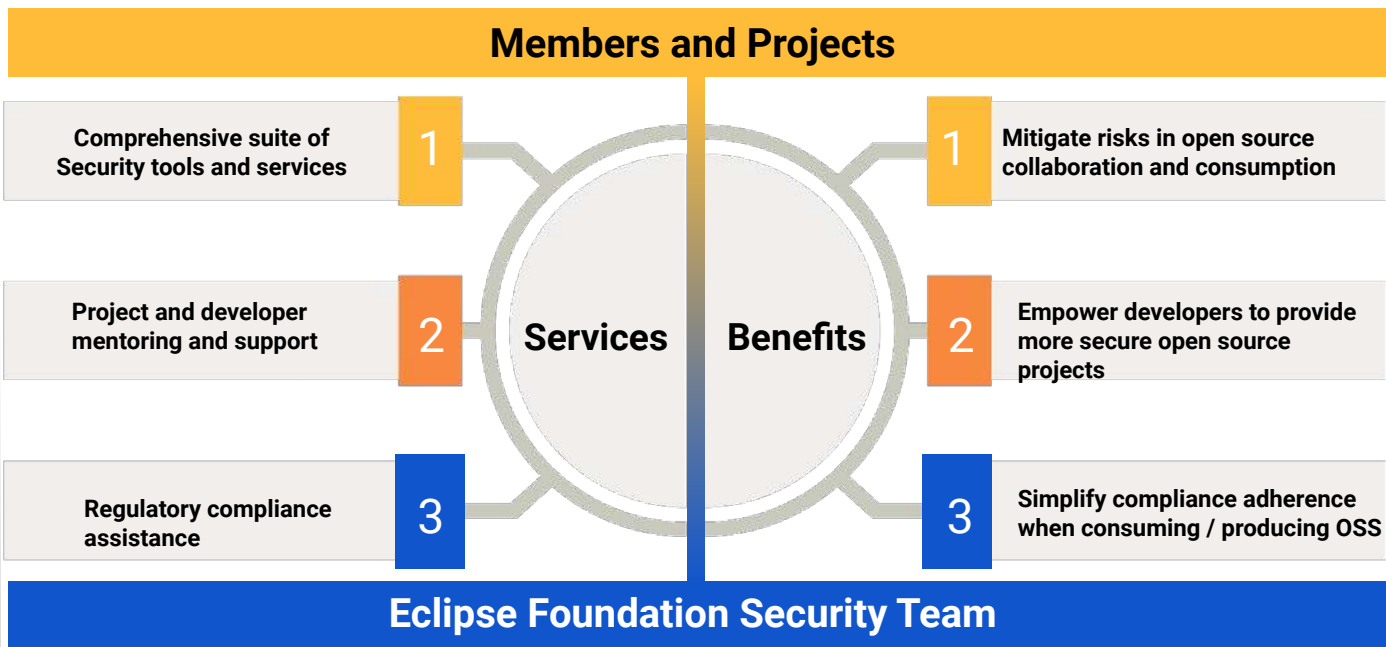 Members and Projects
1
Comprehensive suite of
Security tools and services
2
Project and developer
mentoring and support
3
Regulatory compliance
assistance
Services
Benefits
1
Mitigate risks in open source
collaboration and consumption
2
Empower developers to provide
more secure open source
projects
3
Simplify compliance adherence
when consuming / producing OSS
Eclipse Foundation Security Team